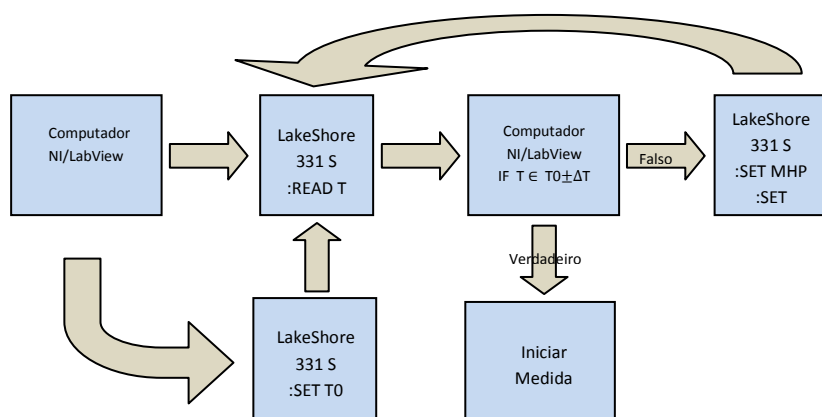 Computador
NI/LabView
LakeShore
331 S
:READ T
Computador
NI/LabView
IF T ∈ T0±ΔT
Falso
LakeShore
331 S
:SET MHP
:SET
Verdadeiro
LakeShore
331 S
:SET T0
Iniciar
Medida